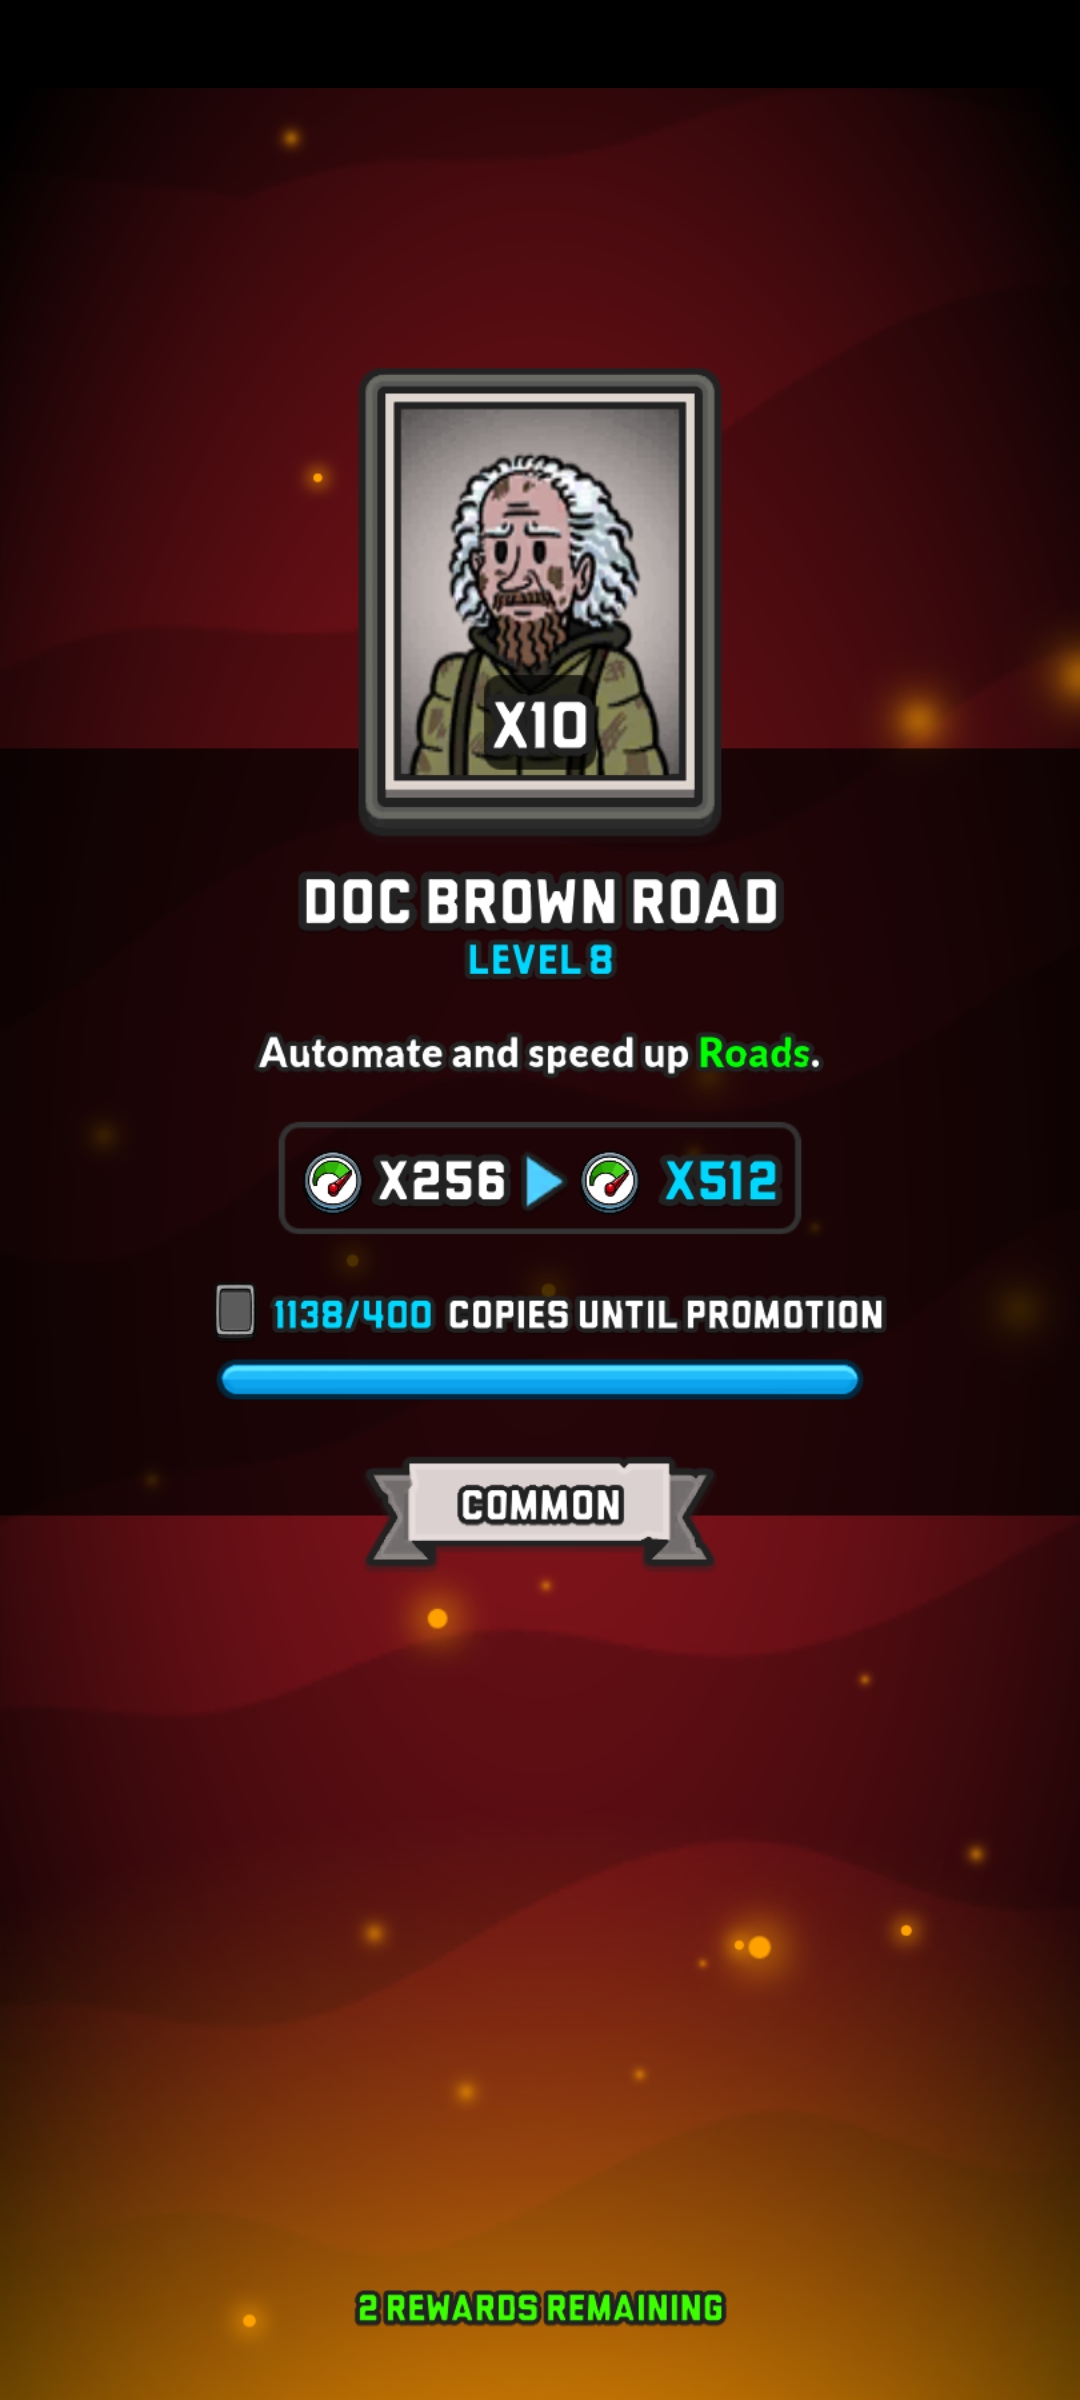 X10
DOC BROWN ROAD
LEVEL 8
Automate and speed up Roads.
X256 X512
1138/400 COPIES UNTIL PROMOTION
COMMON
2 REWARDS REMAINING